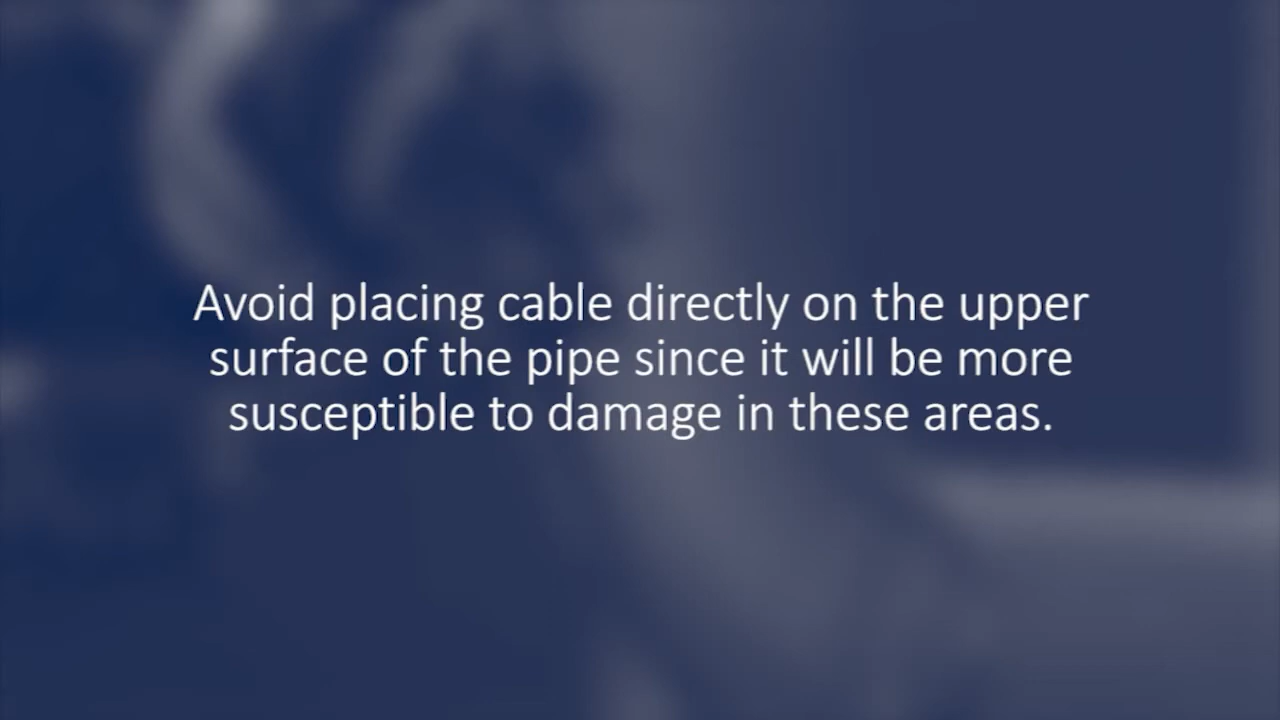 Avoid placing cable directly on the upper
surface of the pipe since it will be more
susceptible to damage in these areas.